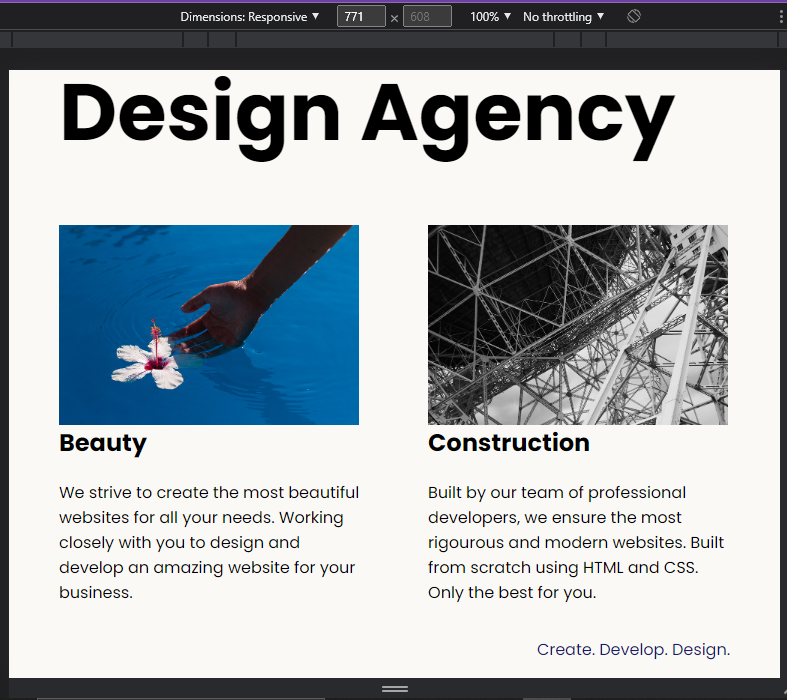 Dimensions: Responsive ▼ 771 × 608 100% ▼ No throttling ▼
Design Agency
Beauty
We strive to create the most beautiful
websites for all your needs. Working
closely with you to design and
develop an amazing website for your
business.
Construction
Built by our team of professional
developers, we ensure the most
rigourous and modern websites. Built
from scratch using HTML and CSS.
Only the best for you.
Create. Develop. Design.